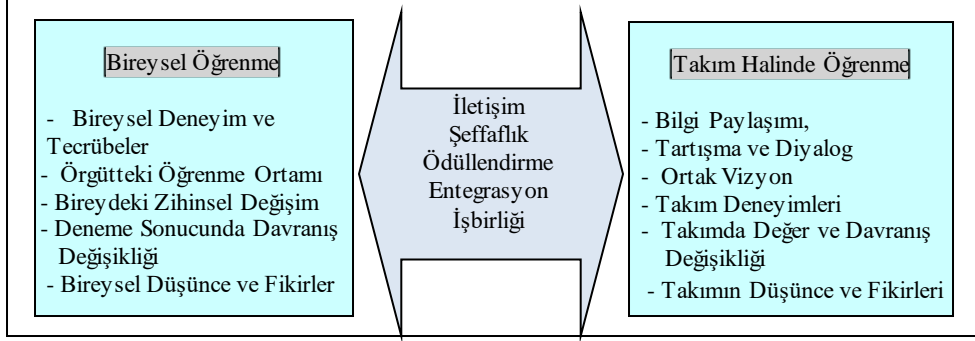 Bireysel Öğrenme
- Bireysel Deneyim ve
Tecrübeler
- Örgütteki Öğrenme Ortamı
- Bireydeki Zihinsel Değişim
- Deneme Sonucunda Davranış
Değişikliği
- Bireysel Düşünce ve Fikirler
İletişim
Şeffaflık
Ödüllendirme
Entegrasyon
İşbirliği
Takım Halinde Öğrenme
- Bilgi Paylaşımı,
- Tartışma ve Diyalog
- Ortak Vizyon
- Takım Deneyimleri
- Takımda Değer ve Davranış
Değişikliği
- Takımın Düşünce ve Fikirleri